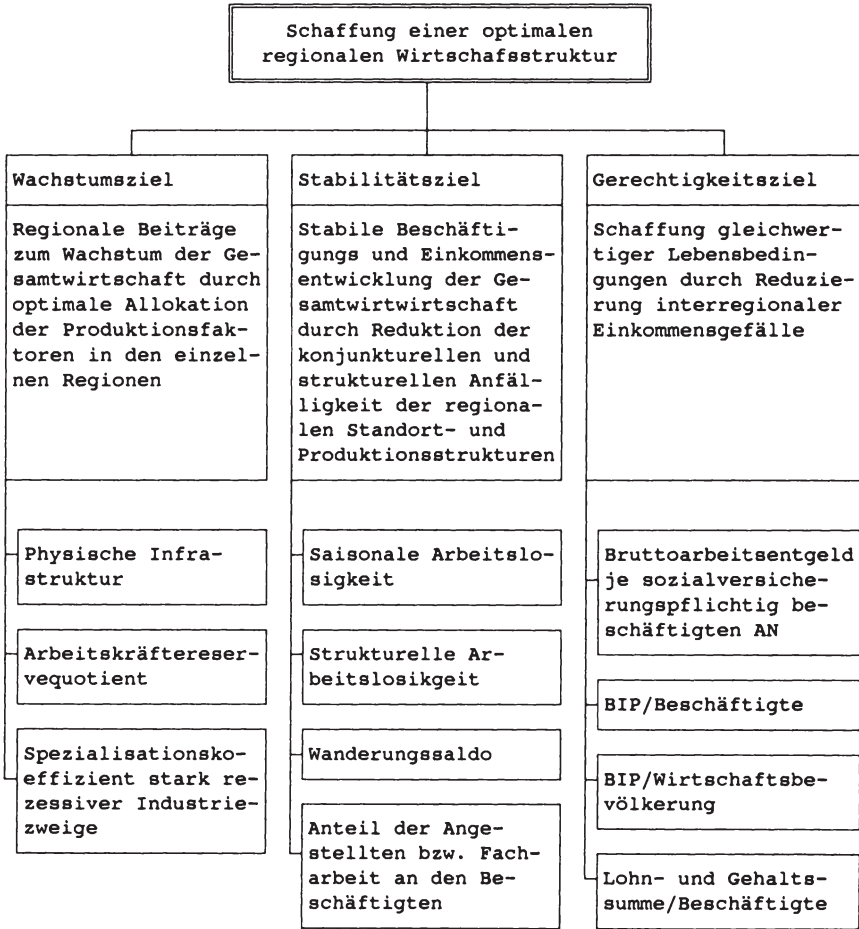 Schaffung einer optimalen
regionalen Wirtschafsstruktur
Wachstumsziel
Regionale Beiträge
zum Wachstum der Ge-
samtwirtschaft durch
optimale Allokation
der Produktionsfak-
toren in den einzel-
nen Regionen
Physische Infra-
struktur
Arbeitskräftereser-
vequotient
Spezialisationsko-
effizient stark re-
zessiver Industrie-
zweige
Stabilitätsziel
Stabile Beschäfti-
gungs und Einkommens-
entwicklung der Ge-
samtwirtwirtschaft
durch Reduktion der
konjunkturellen und
strukturellen Anfäl-
ligkeit der regiona-
len Standort- und
Produktionsstrukturen
Saisonale Arbeitslo-
sigkeit
Strukturelle Ar-
beitslosikgeit
Wanderungssaldo
Anteil der Ange-
stellten bzw. Fach-
arbeit an den Be-
schäftigten
Gerechtigkeitsziel
Schaffung gleichwer-
tiger Lebensbedin-
gungen durch Reduzie-
rung interregionaler
Einkommensgefälle
Bruttoarbeitsentgeld
je sozialversiche-
rungspflichtig be-
schäftigten AN
BIP/Beschäftigte
BIP/Wirtschaftsbe-
völkerung
Lohn- und Gehalts-
summe/Beschäftigte